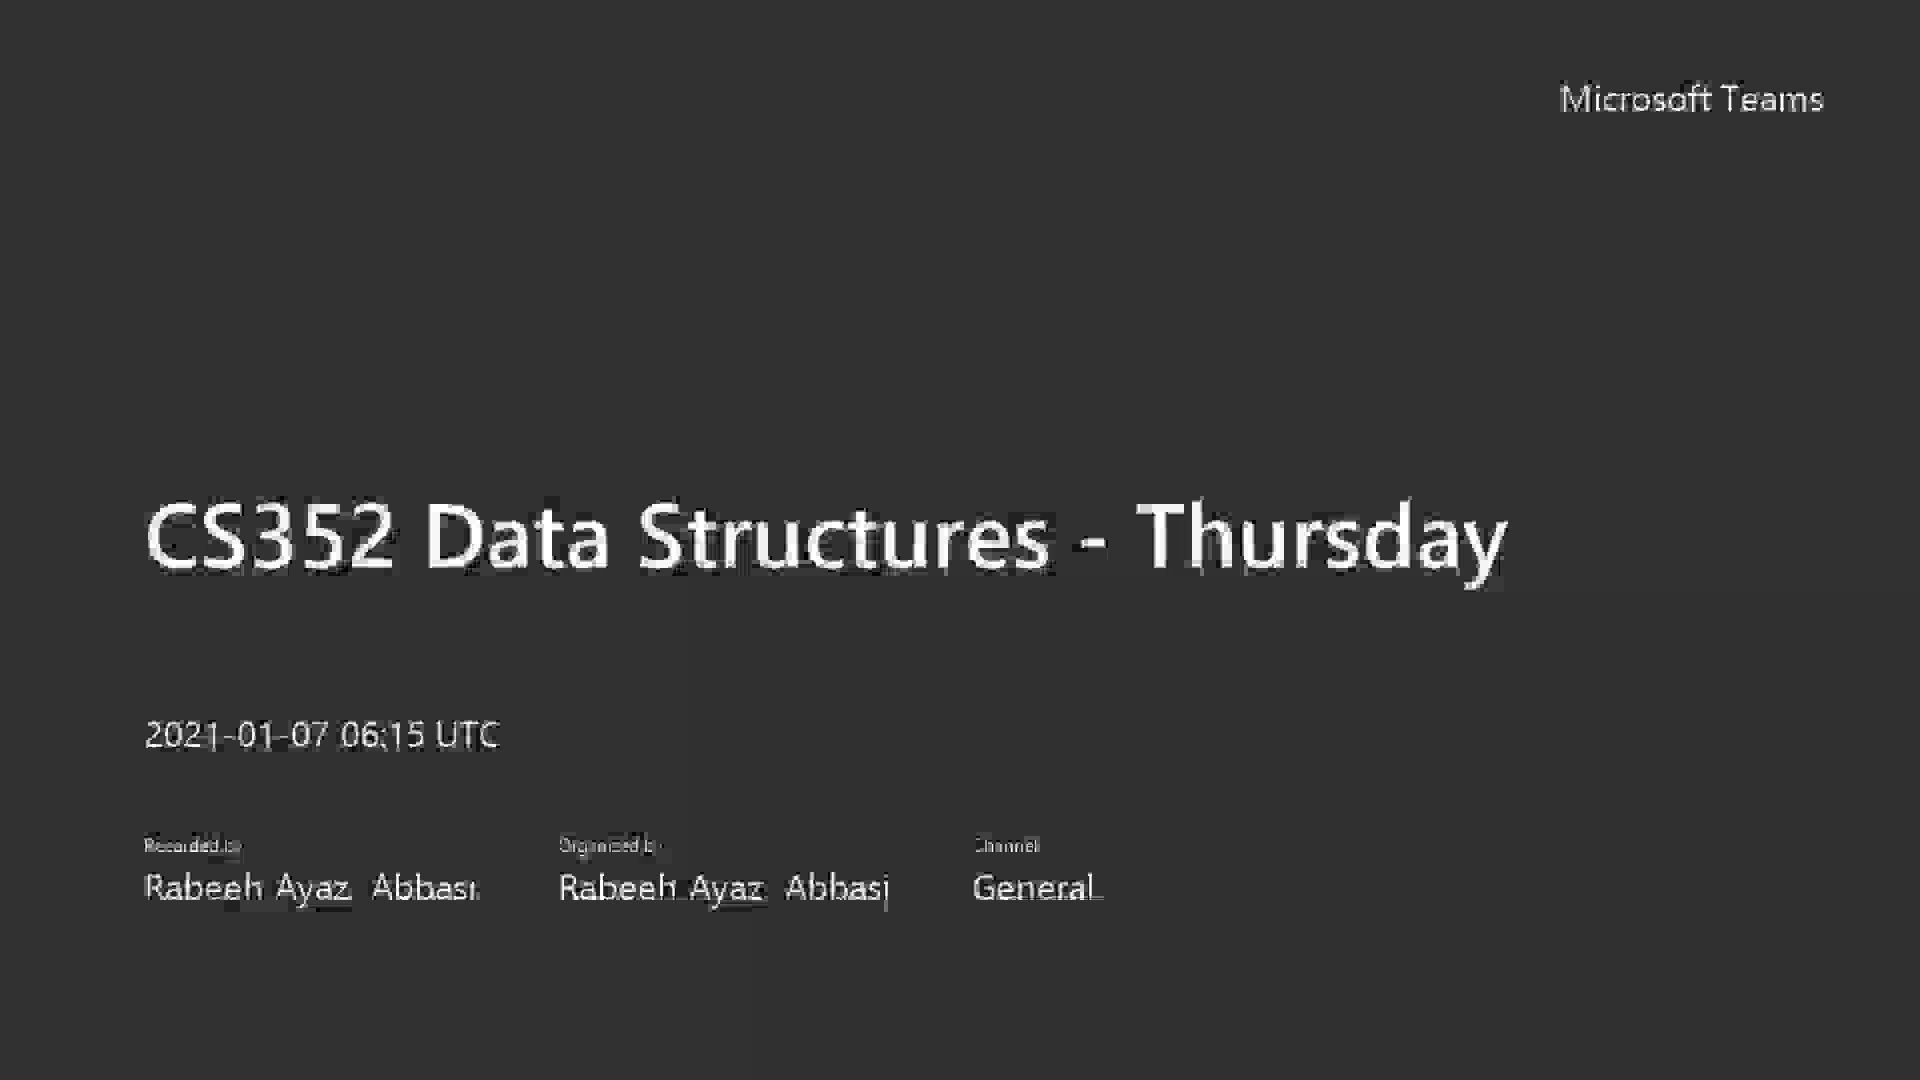 Microsoft Teams
CS352 Data Structures - Thursday
2021-01-07 06:15 UTC
Recorded by Organized by Channel
Rabeeh Ayaz Abbasi Rabeeh Ayaz Abbasi General